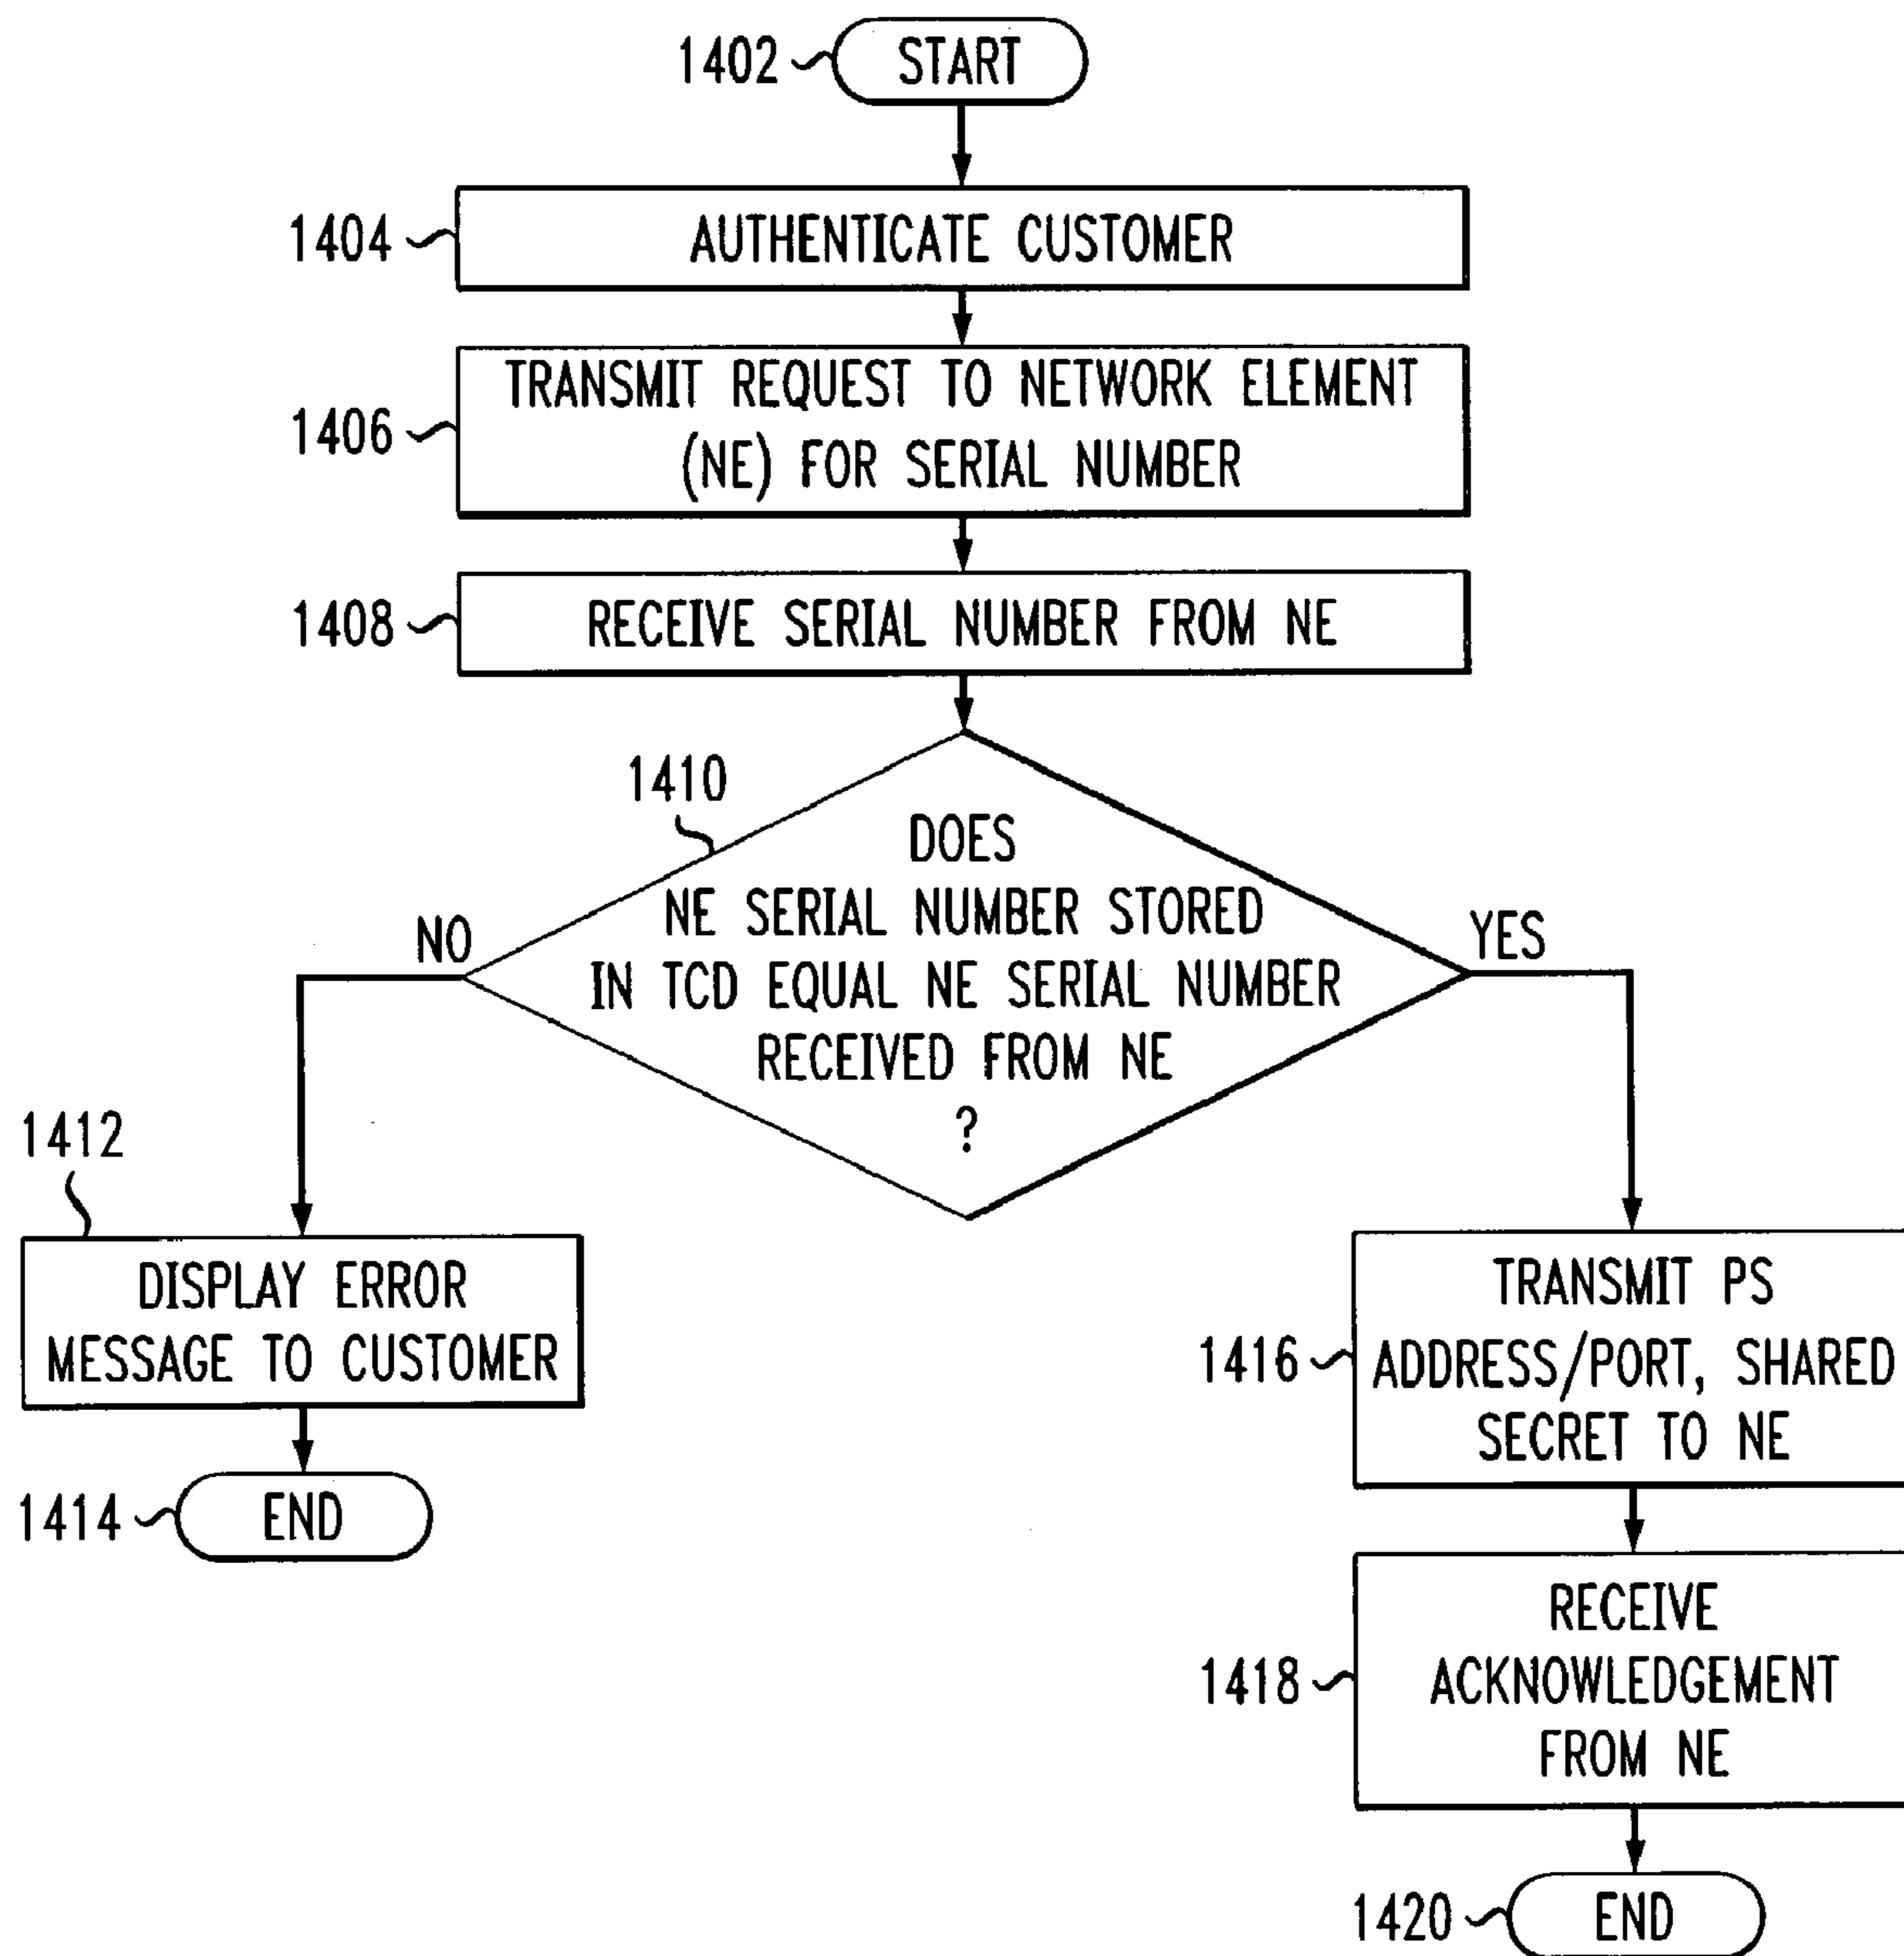 1402
START
1404
AUTHENTICATE CUSTOMER
1406
TRANSMIT REQUEST TO NETWORK ELEMENT
(NE) FOR SERIAL NUMBER
1408
RECEIVE SERIAL NUMBER FROM NE
1410
DOES
NE SERIAL NUMBER STORED
IN TCD EQUAL NE SERIAL NUMBER
RECEIVED FROM NE
?
NO
YES
1412
DISPLAY ERROR
MESSAGE TO CUSTOMER
1414
END
1416
TRANSMIT PS
ADDRESS/PORT, SHARED
SECRET TO NE
1418
RECEIVE
ACKNOWLEDGEMENT
FROM NE
1420
END